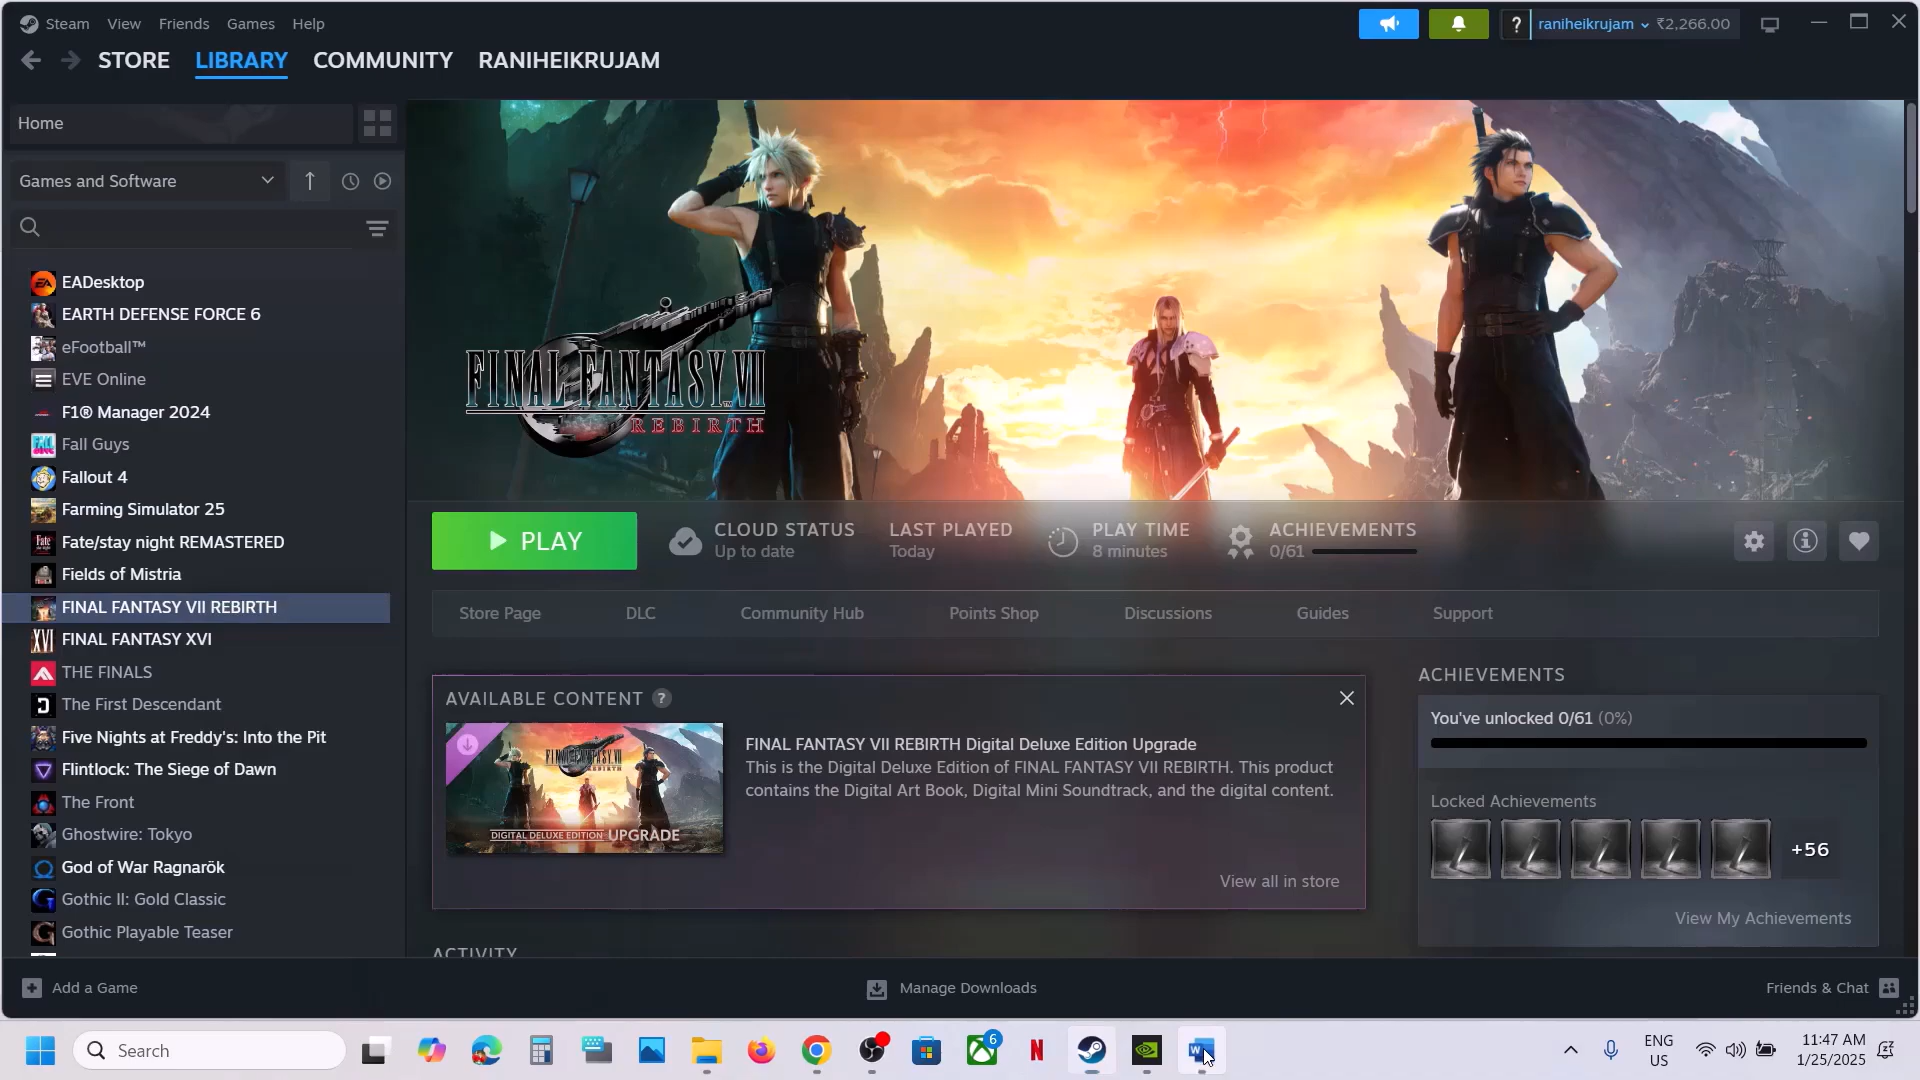 Steam View Friends Games Help
? raniheikrujam ₹2,266.00
STORE LIBRARY COMMUNITY RANIHEIKRUJAM
Home
Games and Software
EADesktop
EARTH DEFENSE FORCE 6
eFootball™
EVE Online
F1® Manager 2024
Fall Guys
Fallout 4
Farming Simulator 25
Fate/stay night REMASTERED
Fields of Mistria
FINAL FANTASY VII REBIRTH
FINAL FANTASY XVI
THE FINALS
The First Descendant
Five Nights at Freddy's: Into the Pit
Flintlock: The Siege of Dawn
The Front
Ghostwire: Tokyo
God of War Ragnarök
Gothic II: Gold Classic
Gothic Playable Teaser
FINAL FANTASY VII
REBIRTH
PLAY
CLOUD STATUS
Up to date
LAST PLAYED
Today
PLAY TIME
8 minutes
ACHIEVEMENTS
0/61
Store Page DLC Community Hub Points Shop Discussions Guides Support
AVAILABLE CONTENT ?
FINAL FANTASY VII
REBIRTH
DIGITAL DELUXE EDITION UPGRADE
FINAL FANTASY VII REBIRTH Digital Deluxe Edition Upgrade
This is the Digital Deluxe Edition of FINAL FANTASY VII REBIRTH. This product
contains the Digital Art Book, Digital Mini Soundtrack, and the digital content.
View all in store
ACTIVITY
ACHIEVEMENTS
You've unlocked 0/61 (0%)
Locked Achievements
+56
View My Achievements
Add a Game
Manage Downloads
Friends & Chat
Search
6
ENG
US
11:47 AM
1/25/2025